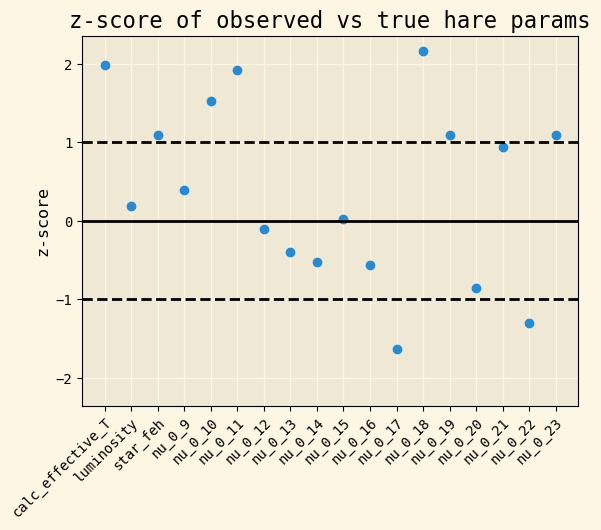 z-score of observed vs true hare params
z-score
2
1
0
−1
−2
calc_effective_T
luminosity
star_feh
nu_0_9
nu_0_10
nu_0_11
nu_0_12
nu_0_13
nu_0_14
nu_0_15
nu_0_16
nu_0_17
nu_0_18
nu_0_19
nu_0_20
nu_0_21
nu_0_22
nu_0_23